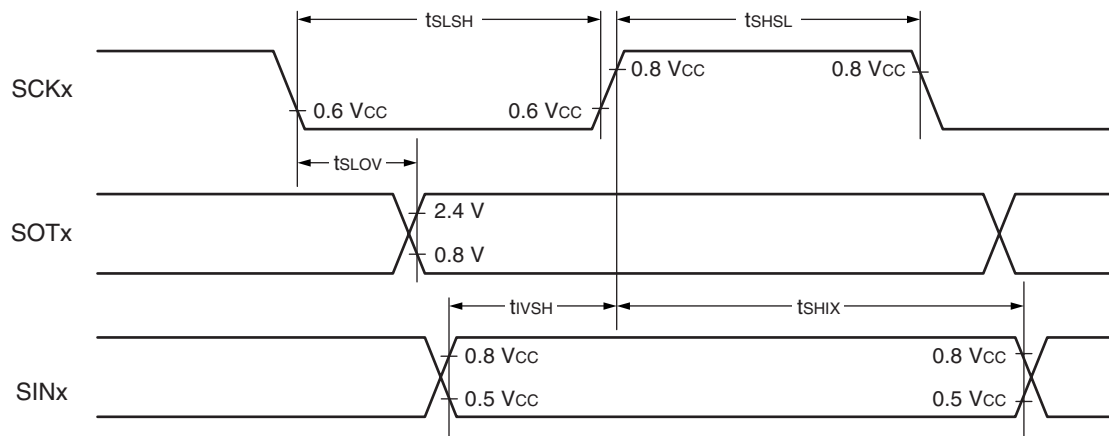 tSLSH
tSHSL
SCKx
0.8 VCC
0.8 VCC
0.6 VCC
0.6 VCC
tSLOV
SOTx
2.4 V
0.8 V
tIVSH
tSHIX
SINx
0.8 VCC
0.8 VCC
0.5 VCC
0.5 VCC